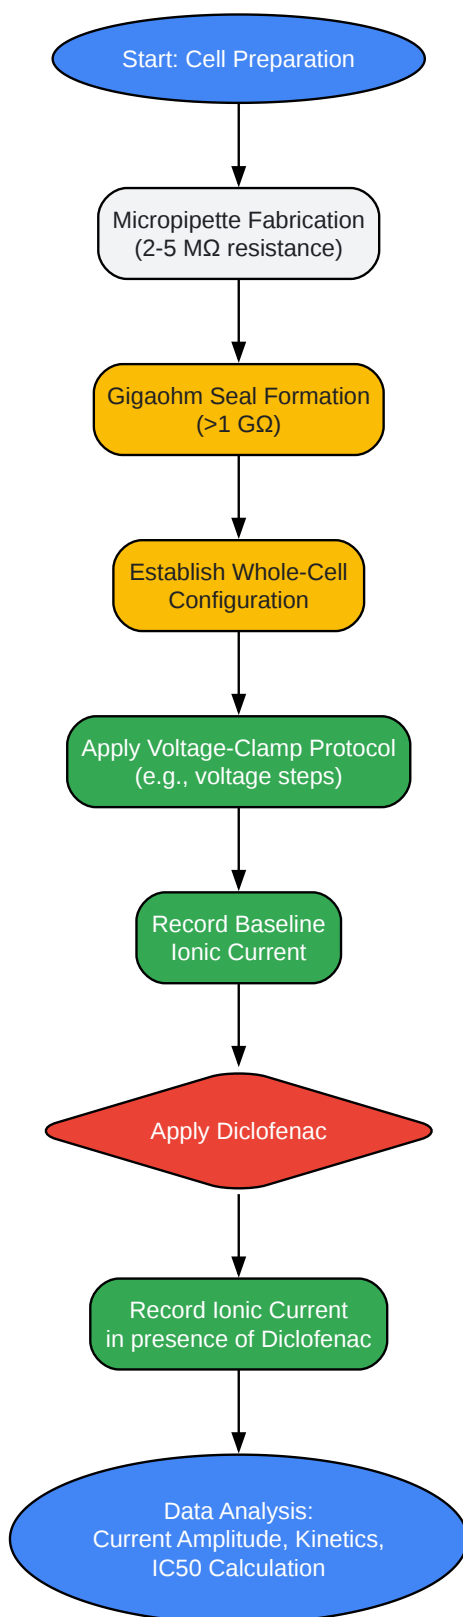 Start: Cell Preparation
Micropipette Fabrication
(2-5 MΩ resistance)
Gigaohm Seal Formation
(>1 GΩ)
Establish Whole-Cell
Configuration
Apply Voltage-Clamp Protocol
(e.g., voltage steps)
Record Baseline
Ionic Current
Apply Diclofenac
Record Ionic Current
in presence of Diclofenac
Data Analysis:
Current Amplitude, Kinetics,
IC50 Calculation